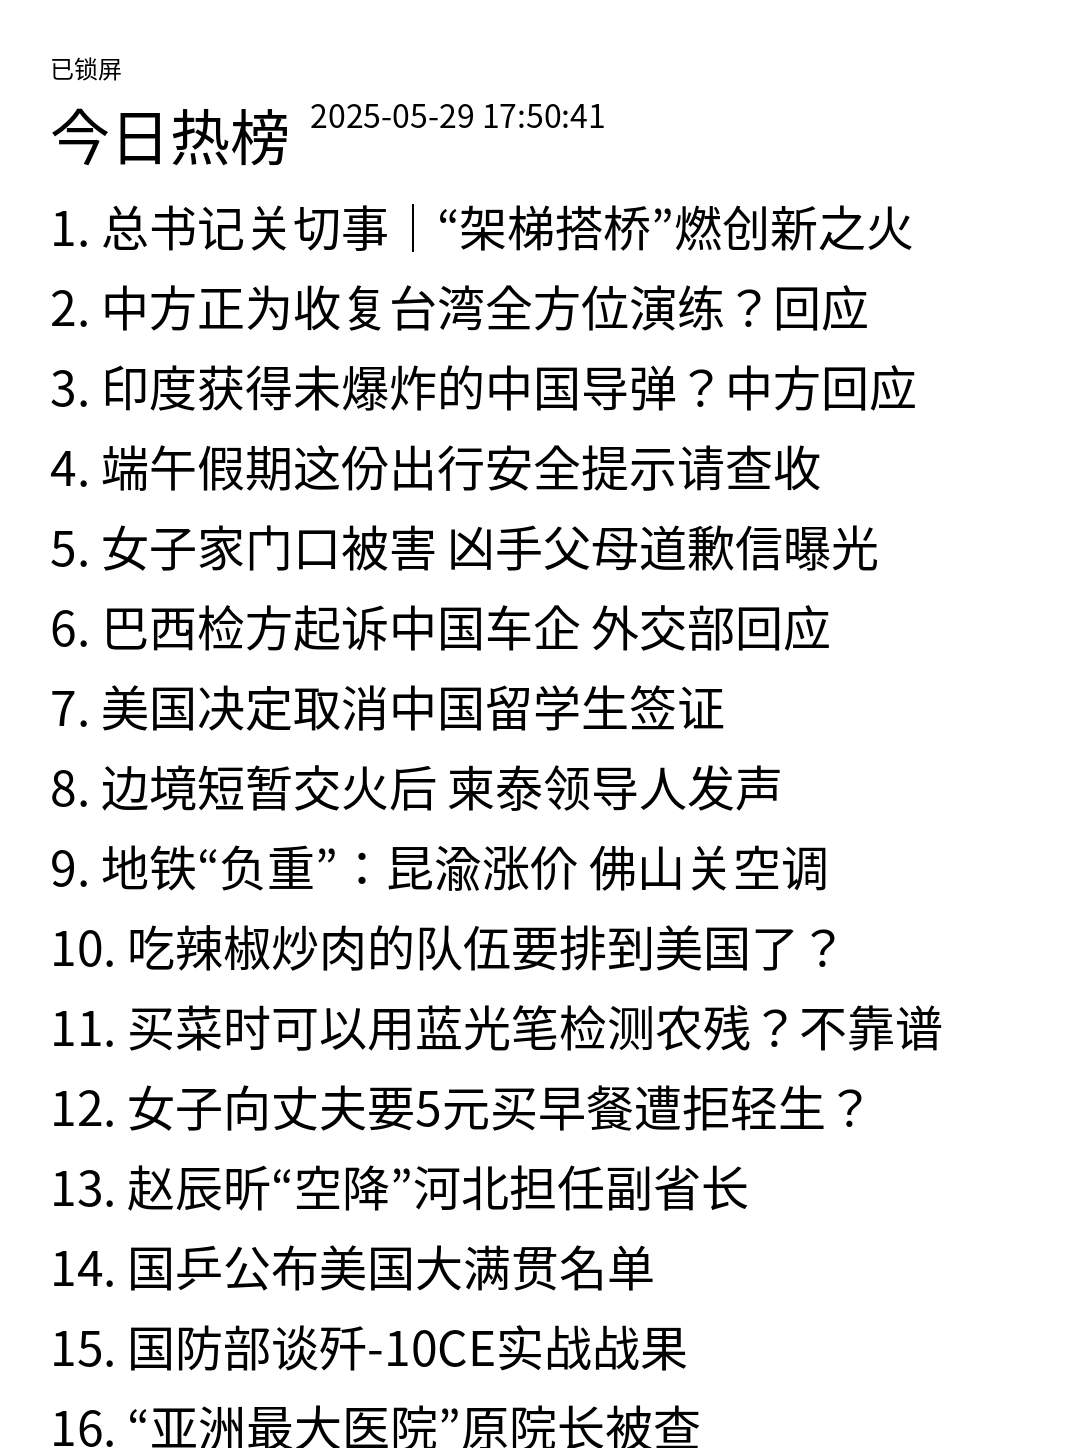 已锁屏
今日热榜 2025-05-29 17:50:41
1. 总书记关切事｜“架梯搭桥”燃创新之火
2. 中方正为收复台湾全方位演练？回应
3. 印度获得未爆炸的中国导弹？中方回应
4. 端午假期这份出行安全提示请查收
5. 女子家门口被害 凶手父母道歉信曝光
6. 巴西检方起诉中国车企 外交部回应
7. 美国决定取消中国留学生签证
8. 边境短暂交火后 柬泰领导人发声
9. 地铁“负重”：昆渝涨价 佛山关空调
10. 吃辣椒炒肉的队伍要排到美国了？
11. 买菜时可以用蓝光笔检测农残？不靠谱
12. 女子向丈夫要5元买早餐遭拒轻生？
13. 赵辰昕“空降”河北担任副省长
14. 国乒公布美国大满贯名单
15. 国防部谈歼-10CE实战战果
16. “亚洲最大医院”原院长被查